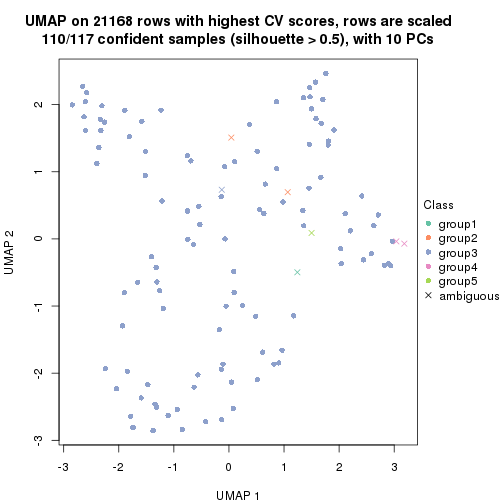 UMAP on 21168 rows with highest CV scores, rows are scaled
110/117 confident samples (silhouette > 0.5), with 10 PCs
UMAP 2
2
1
0
-1
-2
-3
-3
-2
-1
0
1
2
3
UMAP 1
Class
group1
group2
group3
group4
group5
ambiguous